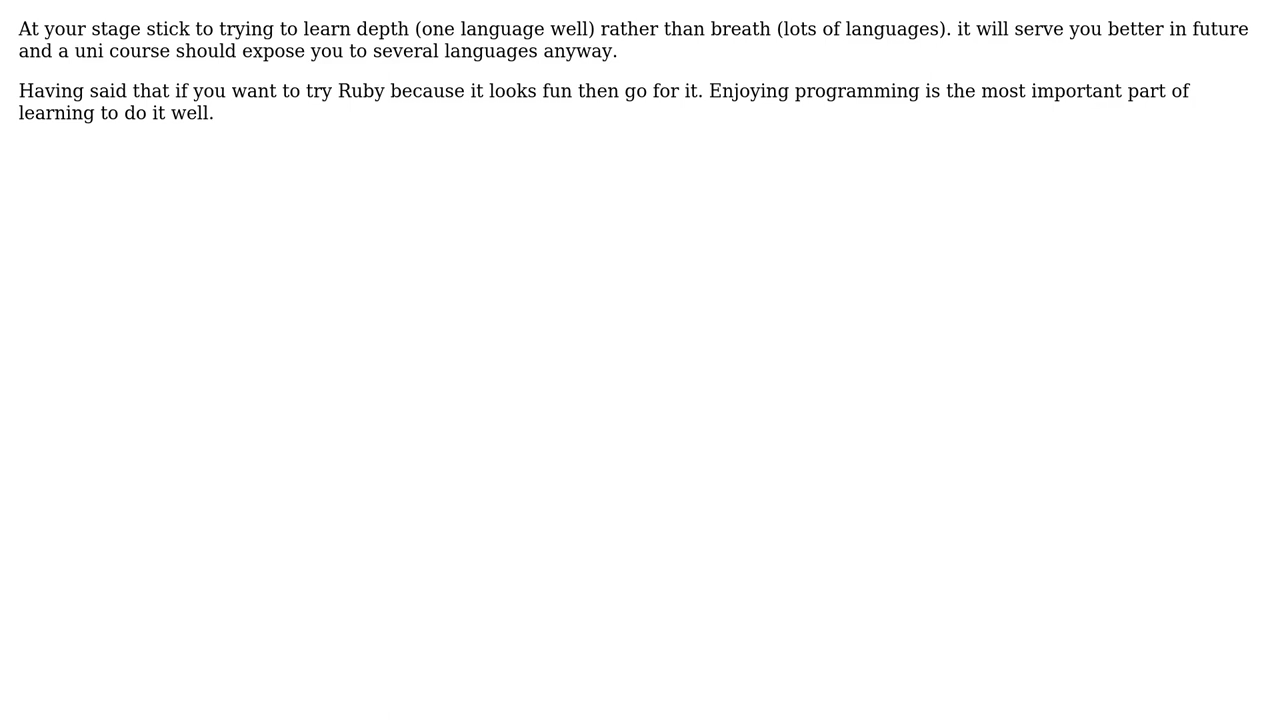 At your stage stick to trying to learn depth (one language well) rather than breath (lots of languages). it will serve you better in future
and a uni course should expose you to several languages anyway.
Having said that if you want to try Ruby because it looks fun then go for it. Enjoying programming is the most important part of
learning to do it well.